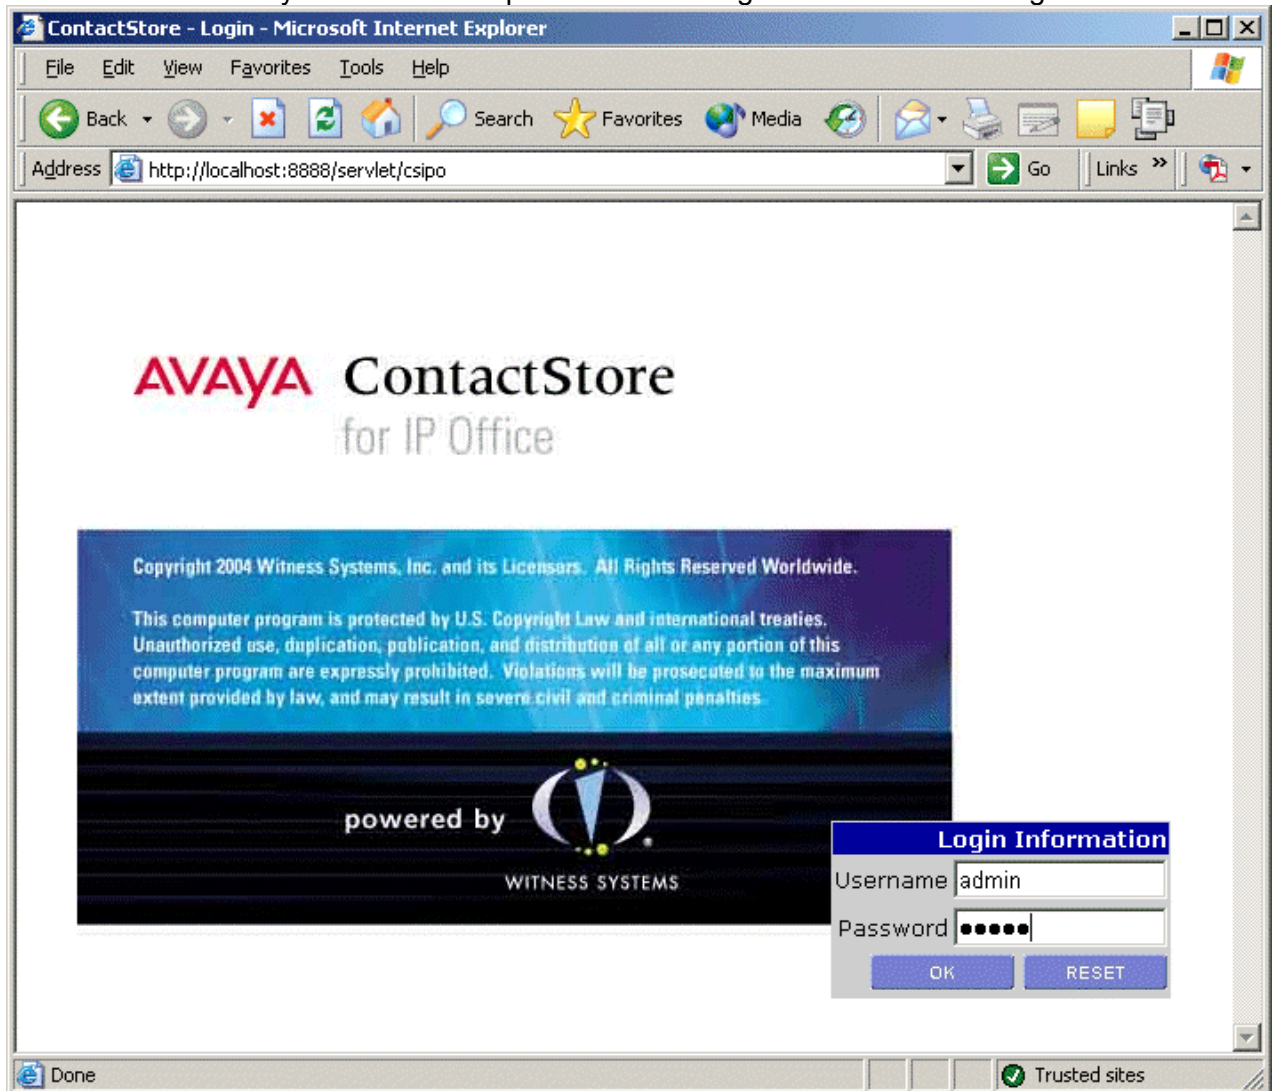 ContactStore - Login - Microsoft Internet Explorer
File Edit View Favorites Tools Help
Back Search Favorites Media
Address http://localhost:8888/servlet/csipo Go Links »
AVAYA ContactStore
for IP Office
Copyright 2004 Witness Systems, Inc. and its Licensors. All Rights Reserved Worldwide.
This computer program is protected by U.S. Copyright Law and international treaties.
Unauthorized use, duplication, publication, and distribution of all or any portion of this
computer program are expressly prohibited. Violations will be prosecuted to the maximum
extent provided by law, and may result in severe civil and criminal penalties
powered by
WITNESS SYSTEMS
Login Information
Username admin
Password ●●●●●
OK RESET
Done Trusted sites